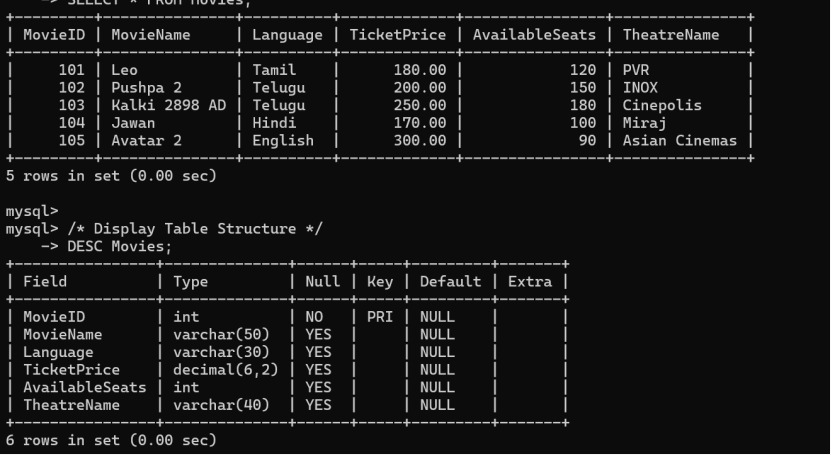 -> SELECT * FROM Movies;
+----------+----------------+----------+-------------+----------------+---------------+
| MovieID | MovieName | Language | TicketPrice | AvailableSeats | TheatreName |
+----------+----------------+----------+-------------+----------------+---------------+
| 101 | Leo | Tamil | 180.00 | 120 | PVR |
| 102 | Pushpa 2 | Telugu | 200.00 | 150 | INOX |
| 103 | Kalki 2898 AD | Telugu | 250.00 | 180 | Cinepolis |
| 104 | Jawan | Hindi | 170.00 | 100 | Miraj |
| 105 | Avatar 2 | English | 300.00 | 90 | Asian Cinemas |
+----------+----------------+----------+-------------+----------------+---------------+
5 rows in set (0.00 sec)
mysql>
mysql> /* Display Table Structure */
-> DESC Movies;
+----------------+--------------+------+-----+---------+-------+
| Field | Type | Null | Key | Default | Extra |
+----------------+--------------+------+-----+---------+-------+
| MovieID | int | NO | PRI | NULL | |
| MovieName | varchar(50) | YES | | NULL | |
| Language | varchar(30) | YES | | NULL | |
| TicketPrice | decimal(6,2) | YES | | NULL | |
| AvailableSeats | int | YES | | NULL | |
| TheatreName | varchar(40) | YES | | NULL | |
+----------------+--------------+------+-----+---------+-------+
6 rows in set (0.00 sec)